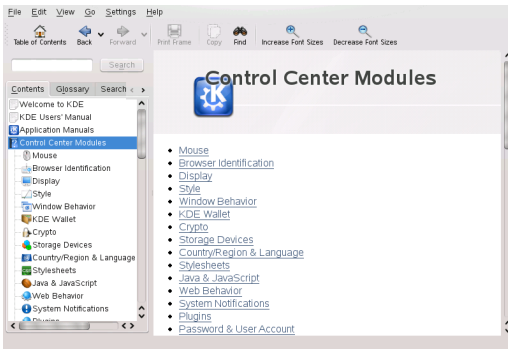 File Edit View Go Settings Help
Table of Contents Back Forward Print Frame Copy Find Increase Font Sizes Decrease Font Sizes
Search
Contents Glossary Search
Welcome to KDE
KDE Users' Manual
Application Manuals
Control Center Modules
Mouse
Browser Identification
Display
Style
Window Behavior
KDE Wallet
Crypto
Storage Devices
Country/Region & Language
Stylesheets
Java & JavaScript
Web Behavior
System Notifications
Plugins
Control Center Modules
Mouse
Browser Identification
Display
Style
Window Behavior
KDE Wallet
Crypto
Storage Devices
Country/Region & Language
Stylesheets
Java & JavaScript
Web Behavior
System Notifications
Plugins
Password & User Account